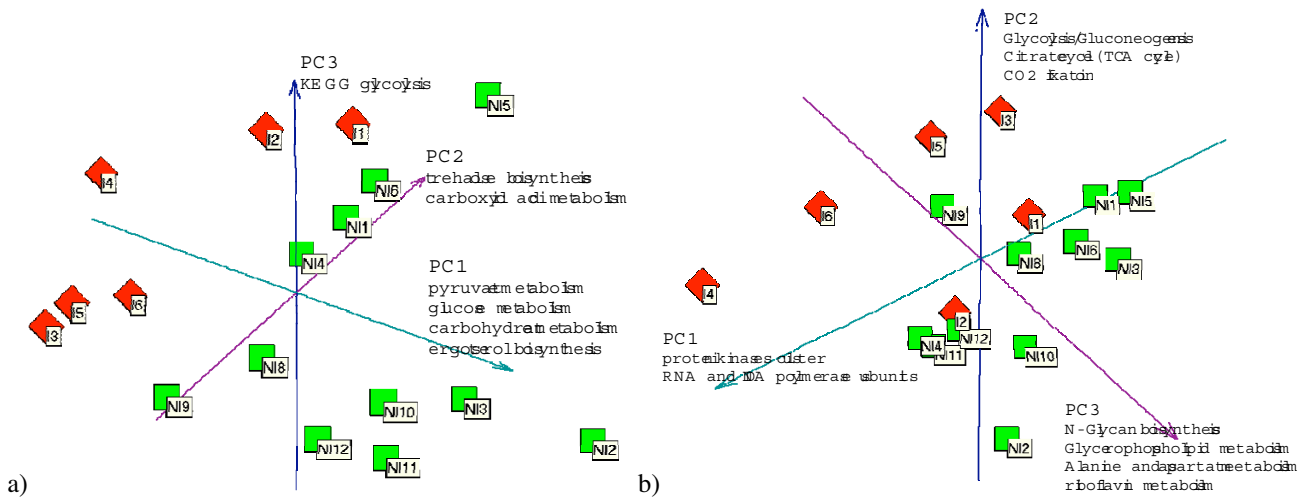 PC3
KEGG glycolysis
NI5
I2
I1
PC2
trehalose biosynthesis
carboxylic acid metabolism
I4
NI6
NI1
NI4
PC1
pyruvate metabolism
glucose metabolism
carbohydrate metabolism
ergosterol biosynthesis
I6
I5
I3
NI8
NI9
NI10
NI3
NI12
NI11
NI2
a)
PC2
Glycolysis/Gluconeogenesis
Citrate cycle (TCA cycle)
CO2 fixation
I3
I5
I6
NI9
I1
NI1
NI5
NI6
NI8
NI3
I4
I2
NI12
NI4
NI11
NI10
PC1
protein kinases cluster
RNA and DNA polymerase subunits
NI2
PC3
N-Glycan biosynthesis
Glycerophospholipid metabolism
Alanine and aspartate metabolism
riboflavin metabolism
b)